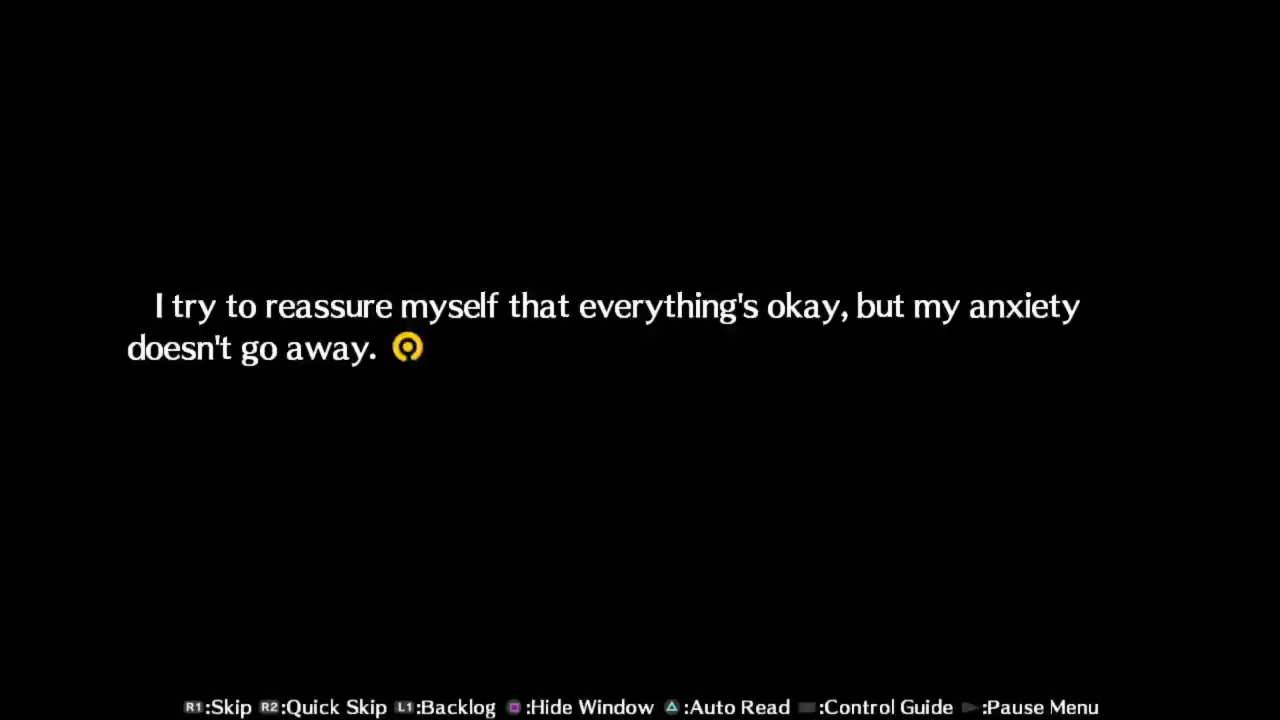 I try to reassure myself that everything's okay, but my anxiety
doesn't go away.
R1:Skip R2:Quick Skip L1:Backlog :Hide Window :Auto Read :Control Guide :Pause Menu